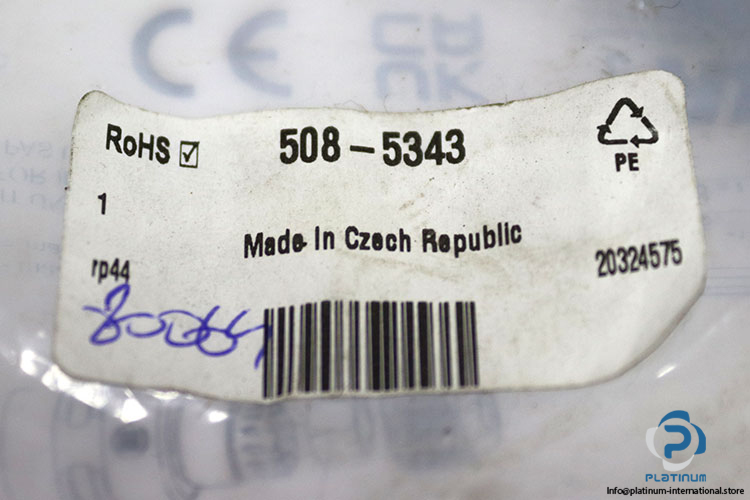 RoHS ☑ 508-5343
PE
1
Made In Czech Republic
rp44
20324575
PLATINUM
Info@platinum-international.store